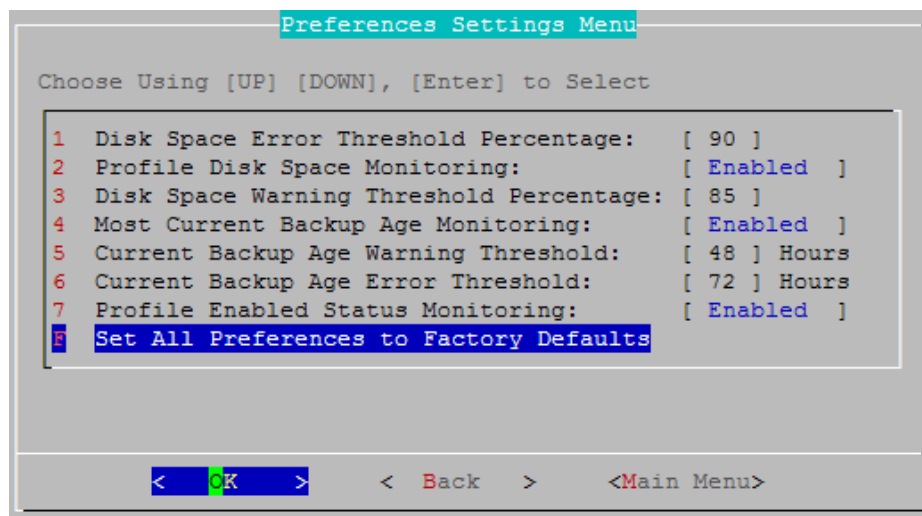 Preferences Settings Menu
Choose Using [UP] [DOWN], [Enter] to Select
1 Disk Space Error Threshold Percentage: [ 90 ]
2 Profile Disk Space Monitoring: [ Enabled ]
3 Disk Space Warning Threshold Percentage: [ 85 ]
4 Most Current Backup Age Monitoring: [ Enabled ]
5 Current Backup Age Warning Threshold: [ 48 ] Hours
6 Current Backup Age Error Threshold: [ 72 ] Hours
7 Profile Enabled Status Monitoring: [ Enabled ]
F Set All Preferences to Factory Defaults
< OK > < Back > <Main Menu>